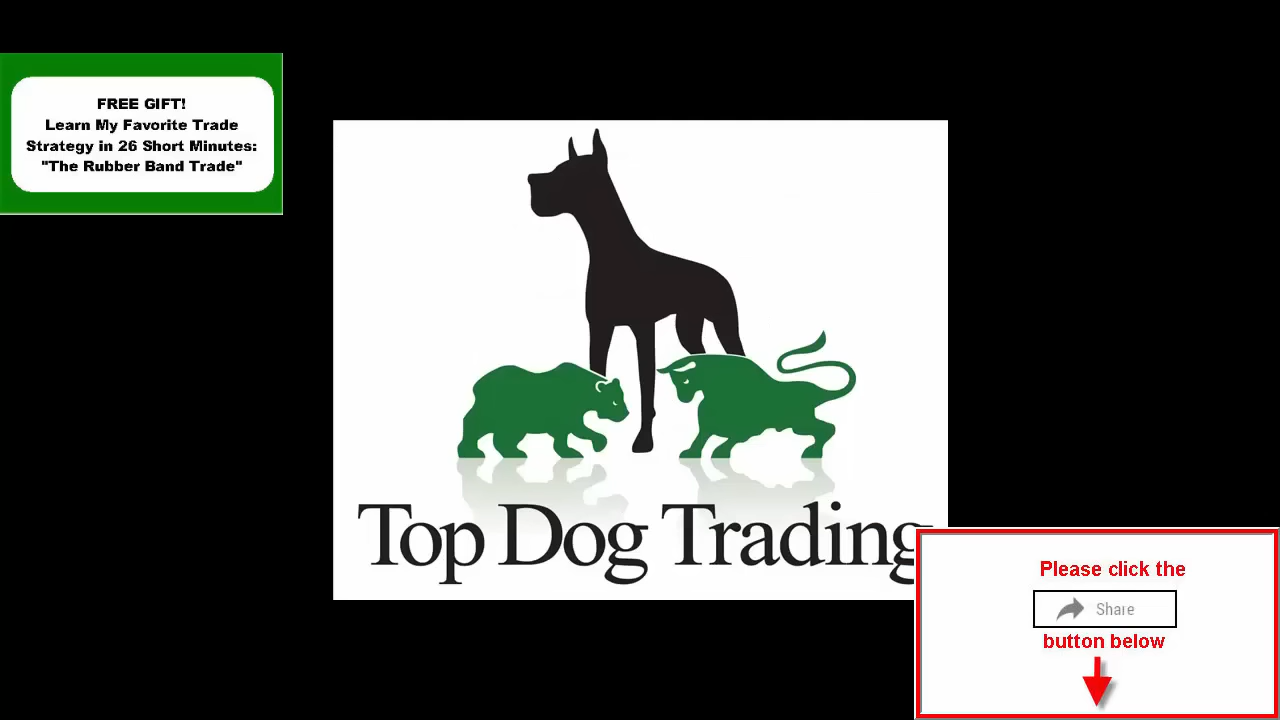 FREE GIFT!
Learn My Favorite Trade
Strategy in 26 Short Minutes:
"The Rubber Band Trade"
Top Dog Trading
Please click the
Share
button below